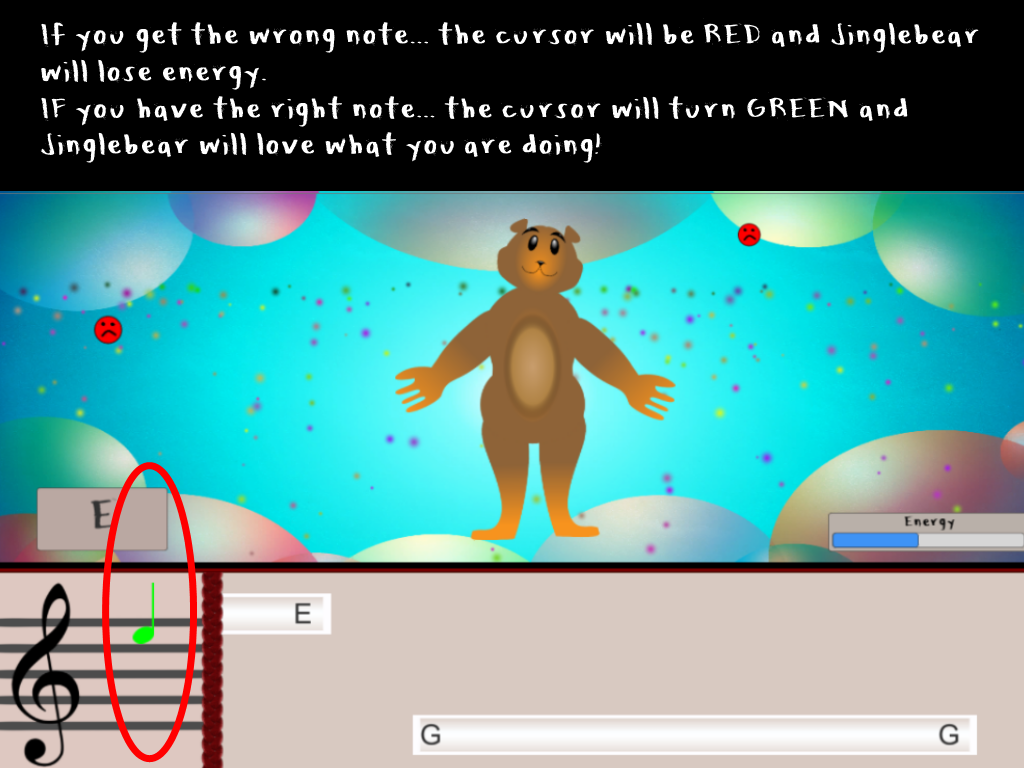 If you get the wrong note... the cursor will be RED and Jinglebear
will lose energy.
IF you have the right note... the cursor will turn GREEN and
Jinglebear will love what you are doing!
E
Energy
E
G G